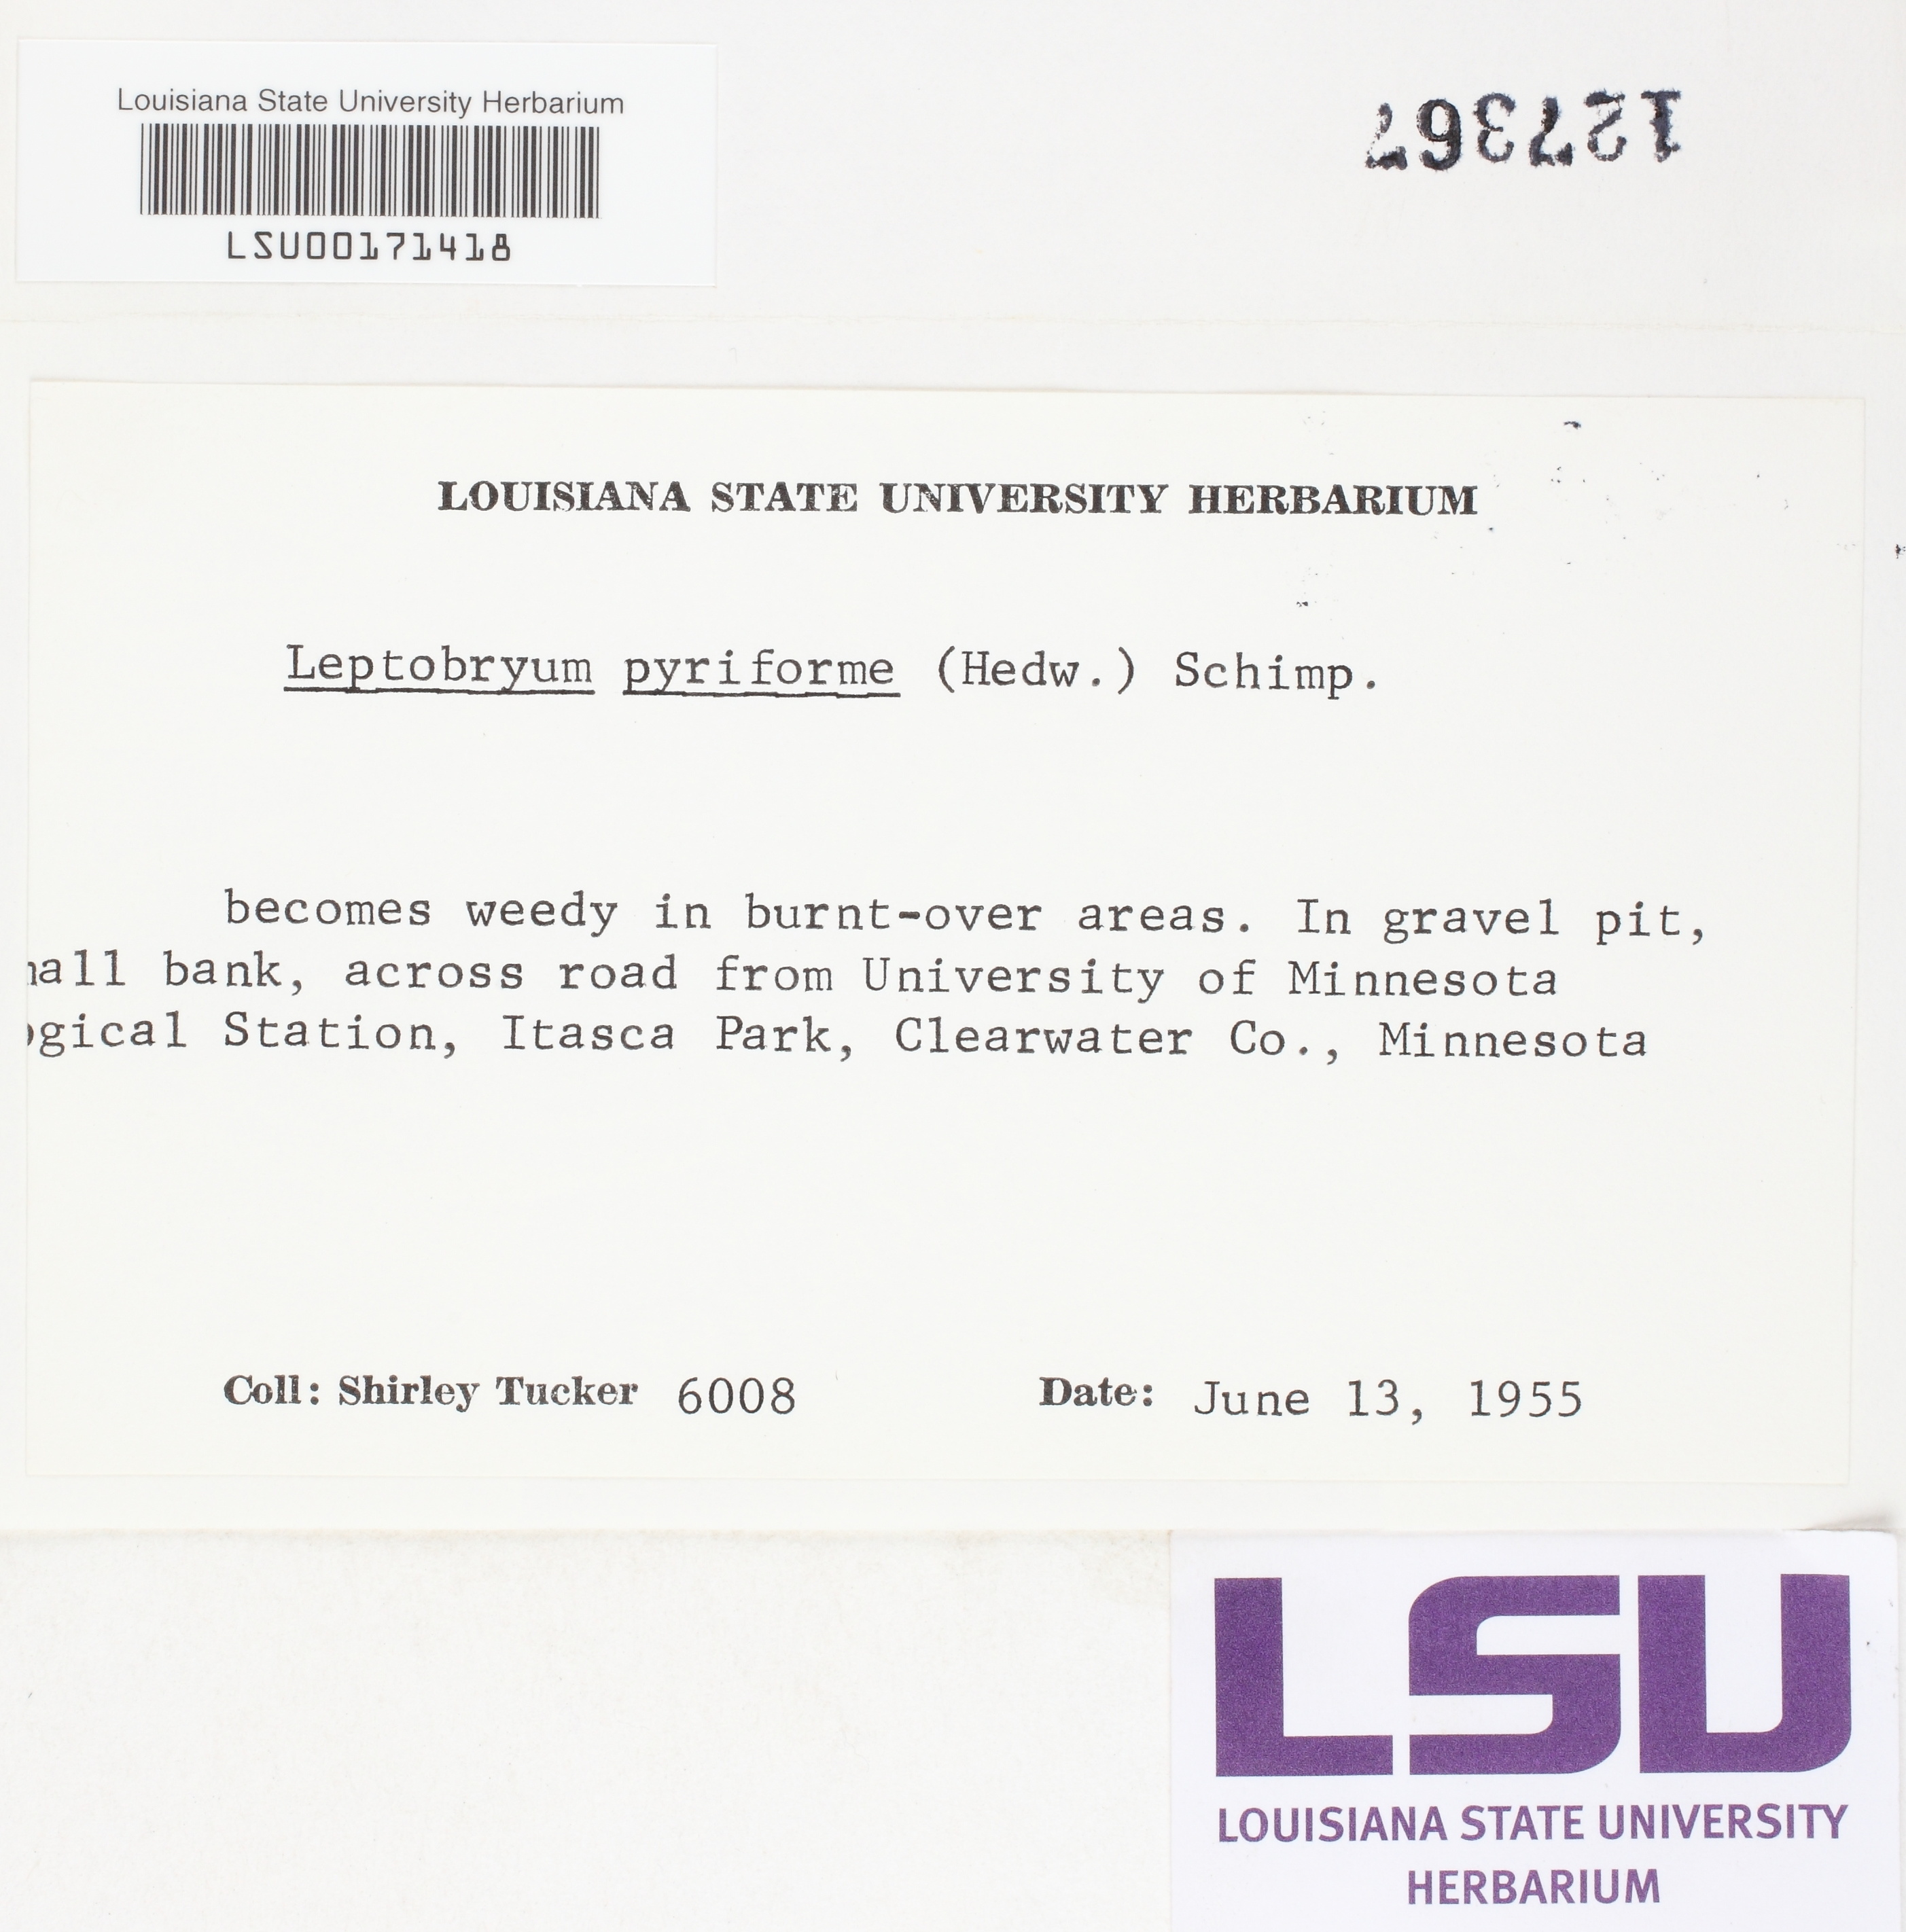 Louisiana State University Herbarium
LSU00171418
127367
LOUISIANA STATE UNIVERSITY HERBARIUM
Leptobryum pyriforme (Hedw.) Schimp.
becomes weedy in burnt-over areas. In gravel pit,
all bank, across road from University of Minnesota
ogical Station, Itasca Park, Clearwater Co., Minnesota
Coll: Shirley Tucker 6008 Date: June 13, 1955
LSU
LOUISIANA STATE UNIVERSITY
HERBARIUM